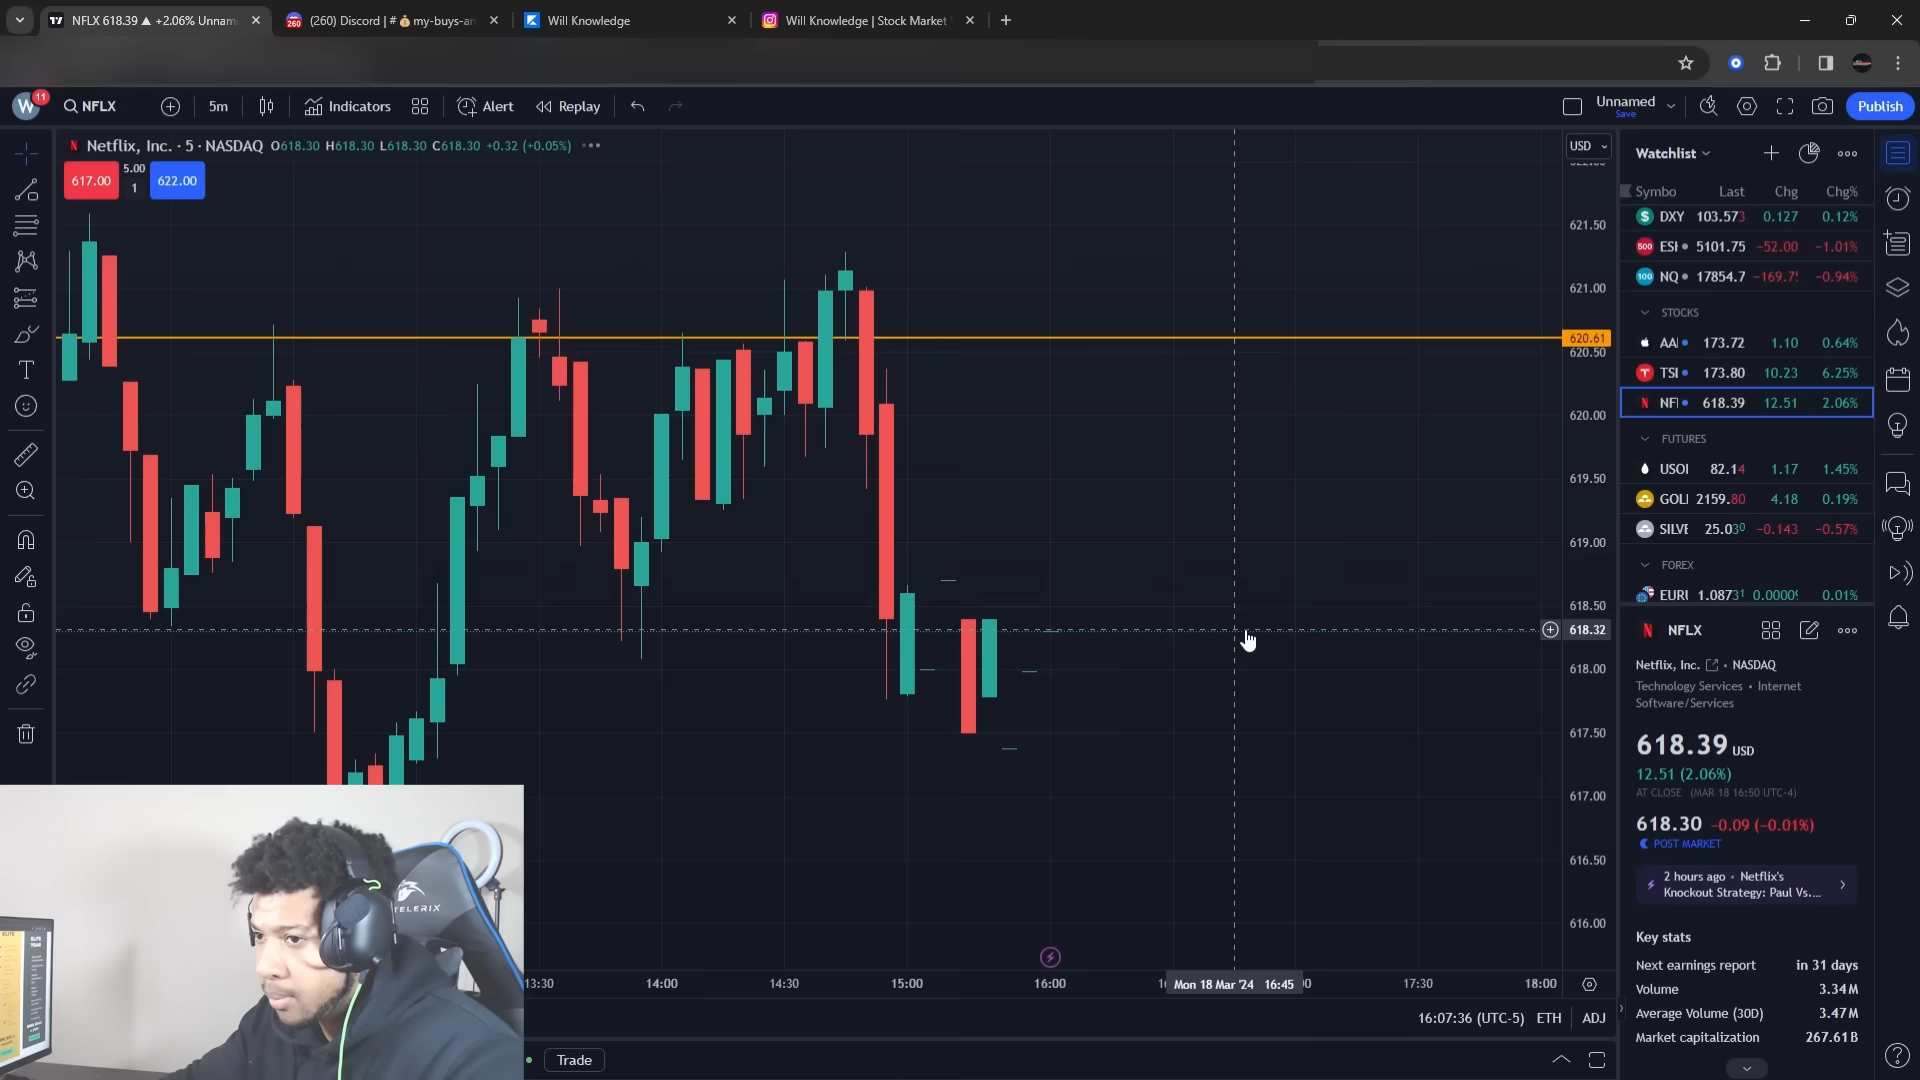 NFLX 618.39 ▲ +2.06% Unnam
(260) Discord | # 💰my-buys-an
Will Knowledge
Will Knowledge | Stock Market
W 11 NFLX 5m Indicators Alert Replay Unnamed Save Publish
Netflix, Inc. · 5 · NASDAQ O618.30 H618.30 L618.30 C618.30 +0.32 (+0.05%)
617.00 5.00 1 622.00
USD
621.50
621.00
620.61
620.50
620.00
619.50
619.00
618.50
618.32
618.00
617.50
617.00
616.50
616.00
13:30 14:00 14:30 15:00 16:00 Mon 18 Mar '24 16:45 17:30 18:00
16:07:36 (UTC-5) ETH ADJ
Trade
Watchlist
Symbo Last Chg Chg%
DXY 103.573 0.127 0.12%
ES 5101.75 −52.00 −1.01%
NQ 17854.7 −169.7 −0.94%
STOCKS
AA 173.72 1.10 0.64%
TSI 173.80 10.23 6.25%
NFI 618.39 12.51 2.06%
FUTURES
USOI 82.14 1.17 1.45%
GOLI 2159.80 4.18 0.19%
SILVE 25.030 −0.143 −0.57%
FOREX
EURI 1.08731 0.0000 0.01%
NFLX
Netflix, Inc. • NASDAQ
Technology Services • Internet
Software/Services
618.39 USD
12.51 (2.06%)
AT CLOSE (MAR 18 16:50 UTC-4)
618.30 −0.09 (−0.01%)
POST MARKET
2 hours ago • Netflix's
Knockout Strategy: Paul Vs....
Key stats
Next earnings report in 31 days
Volume 3.34M
Average Volume (30D) 3.47M
Market capitalization 267.61B